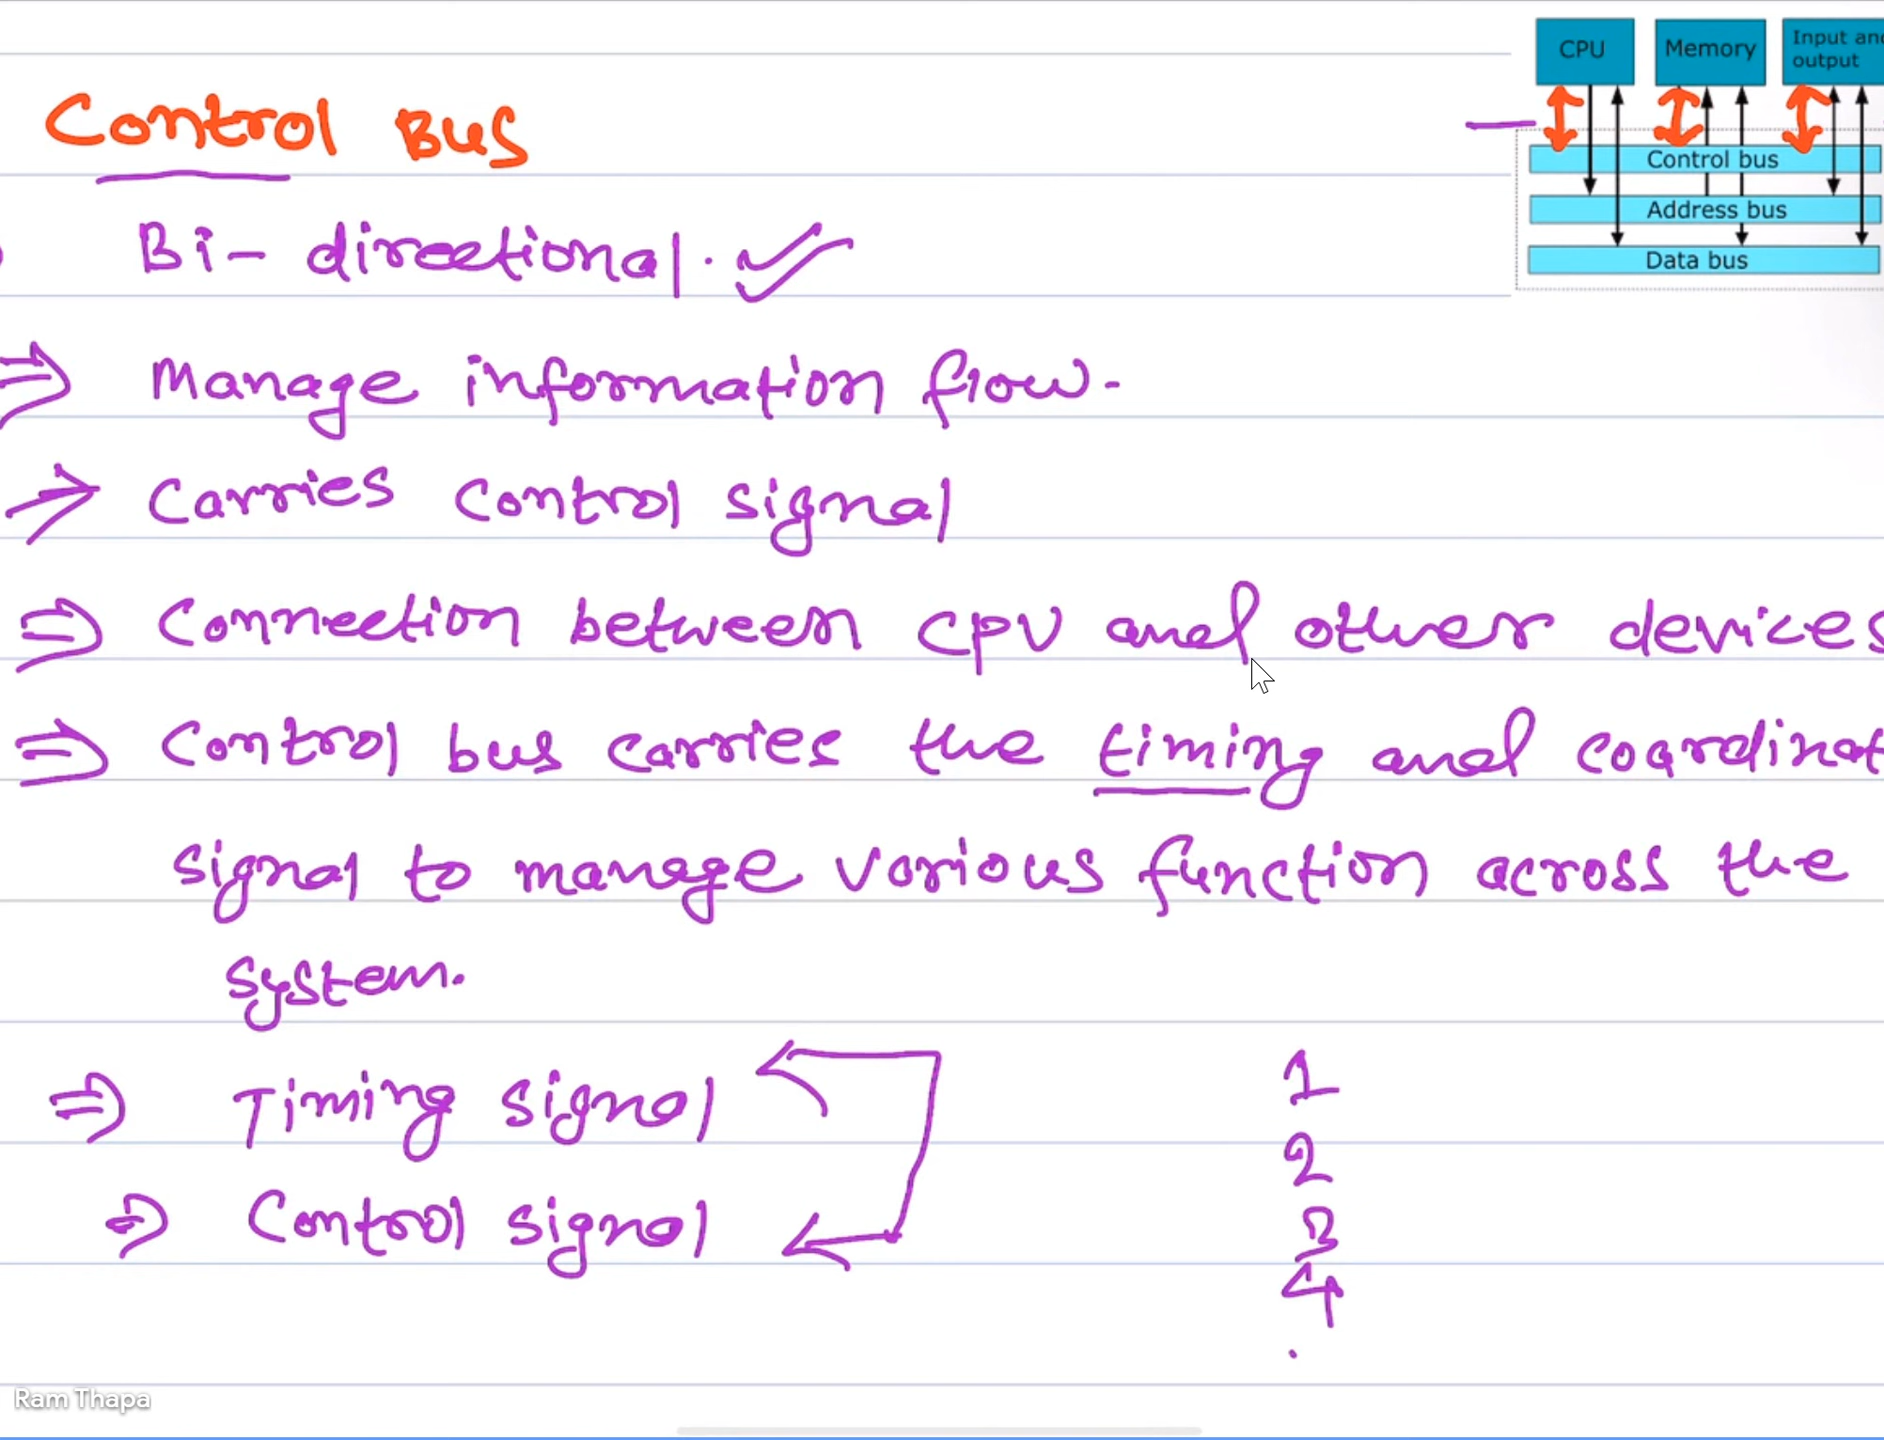 CPU Memory Input and output
Control Bus
Control bus
Address bus
Data bus
Bi-directional.
⇒ Manage information flow.
→ Carries control signal
⇒ Connection between CPU and other devices
⇒ Control bus carries the timing and coardinat
signal to manage various function across the
system.
⇒ Timing signal
⇒ Control signal
1
2
3
4
.
Ram Thapa